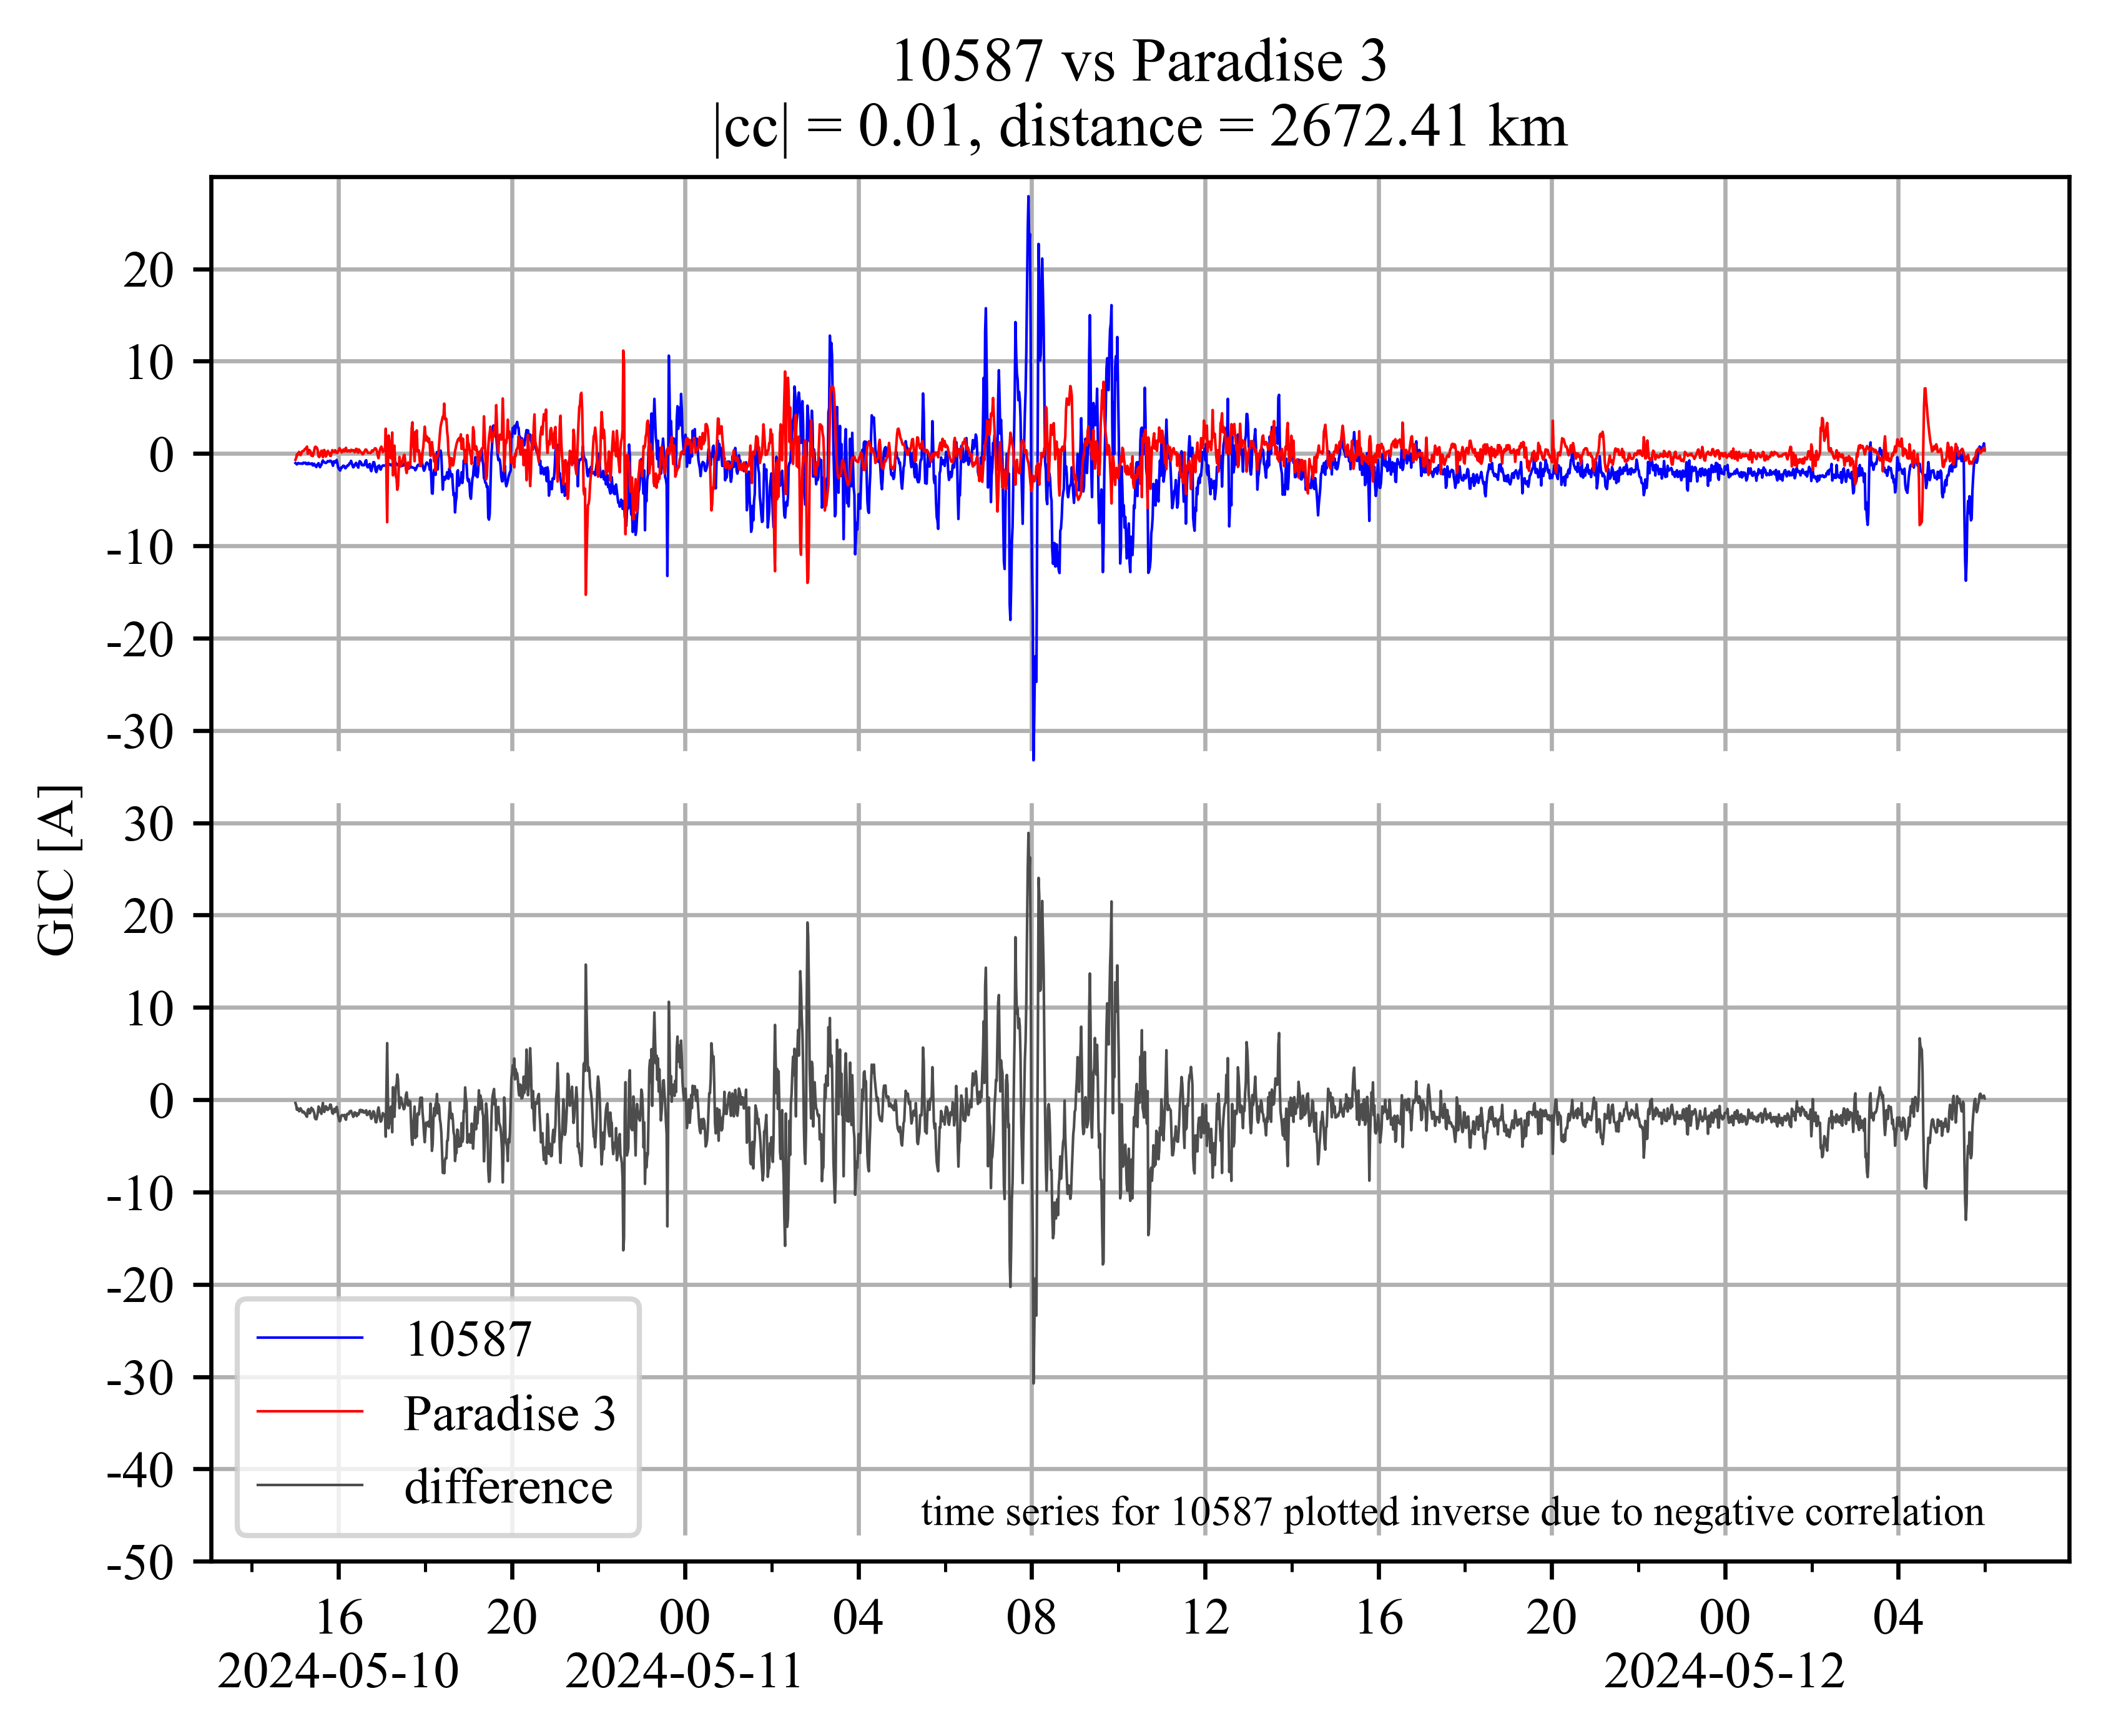 10587 vs Paradise 3
|cc| = 0.01, distance = 2672.41 km
GIC [A]
20
10
0
-10
-20
-30
30
20
10
0
-10
-20
-30
-40
-50
10587
Paradise 3
difference
time series for 10587 plotted inverse due to negative correlation
16 20 00 04 08 12 16 20 00 04
2024-05-10 2024-05-11 2024-05-12